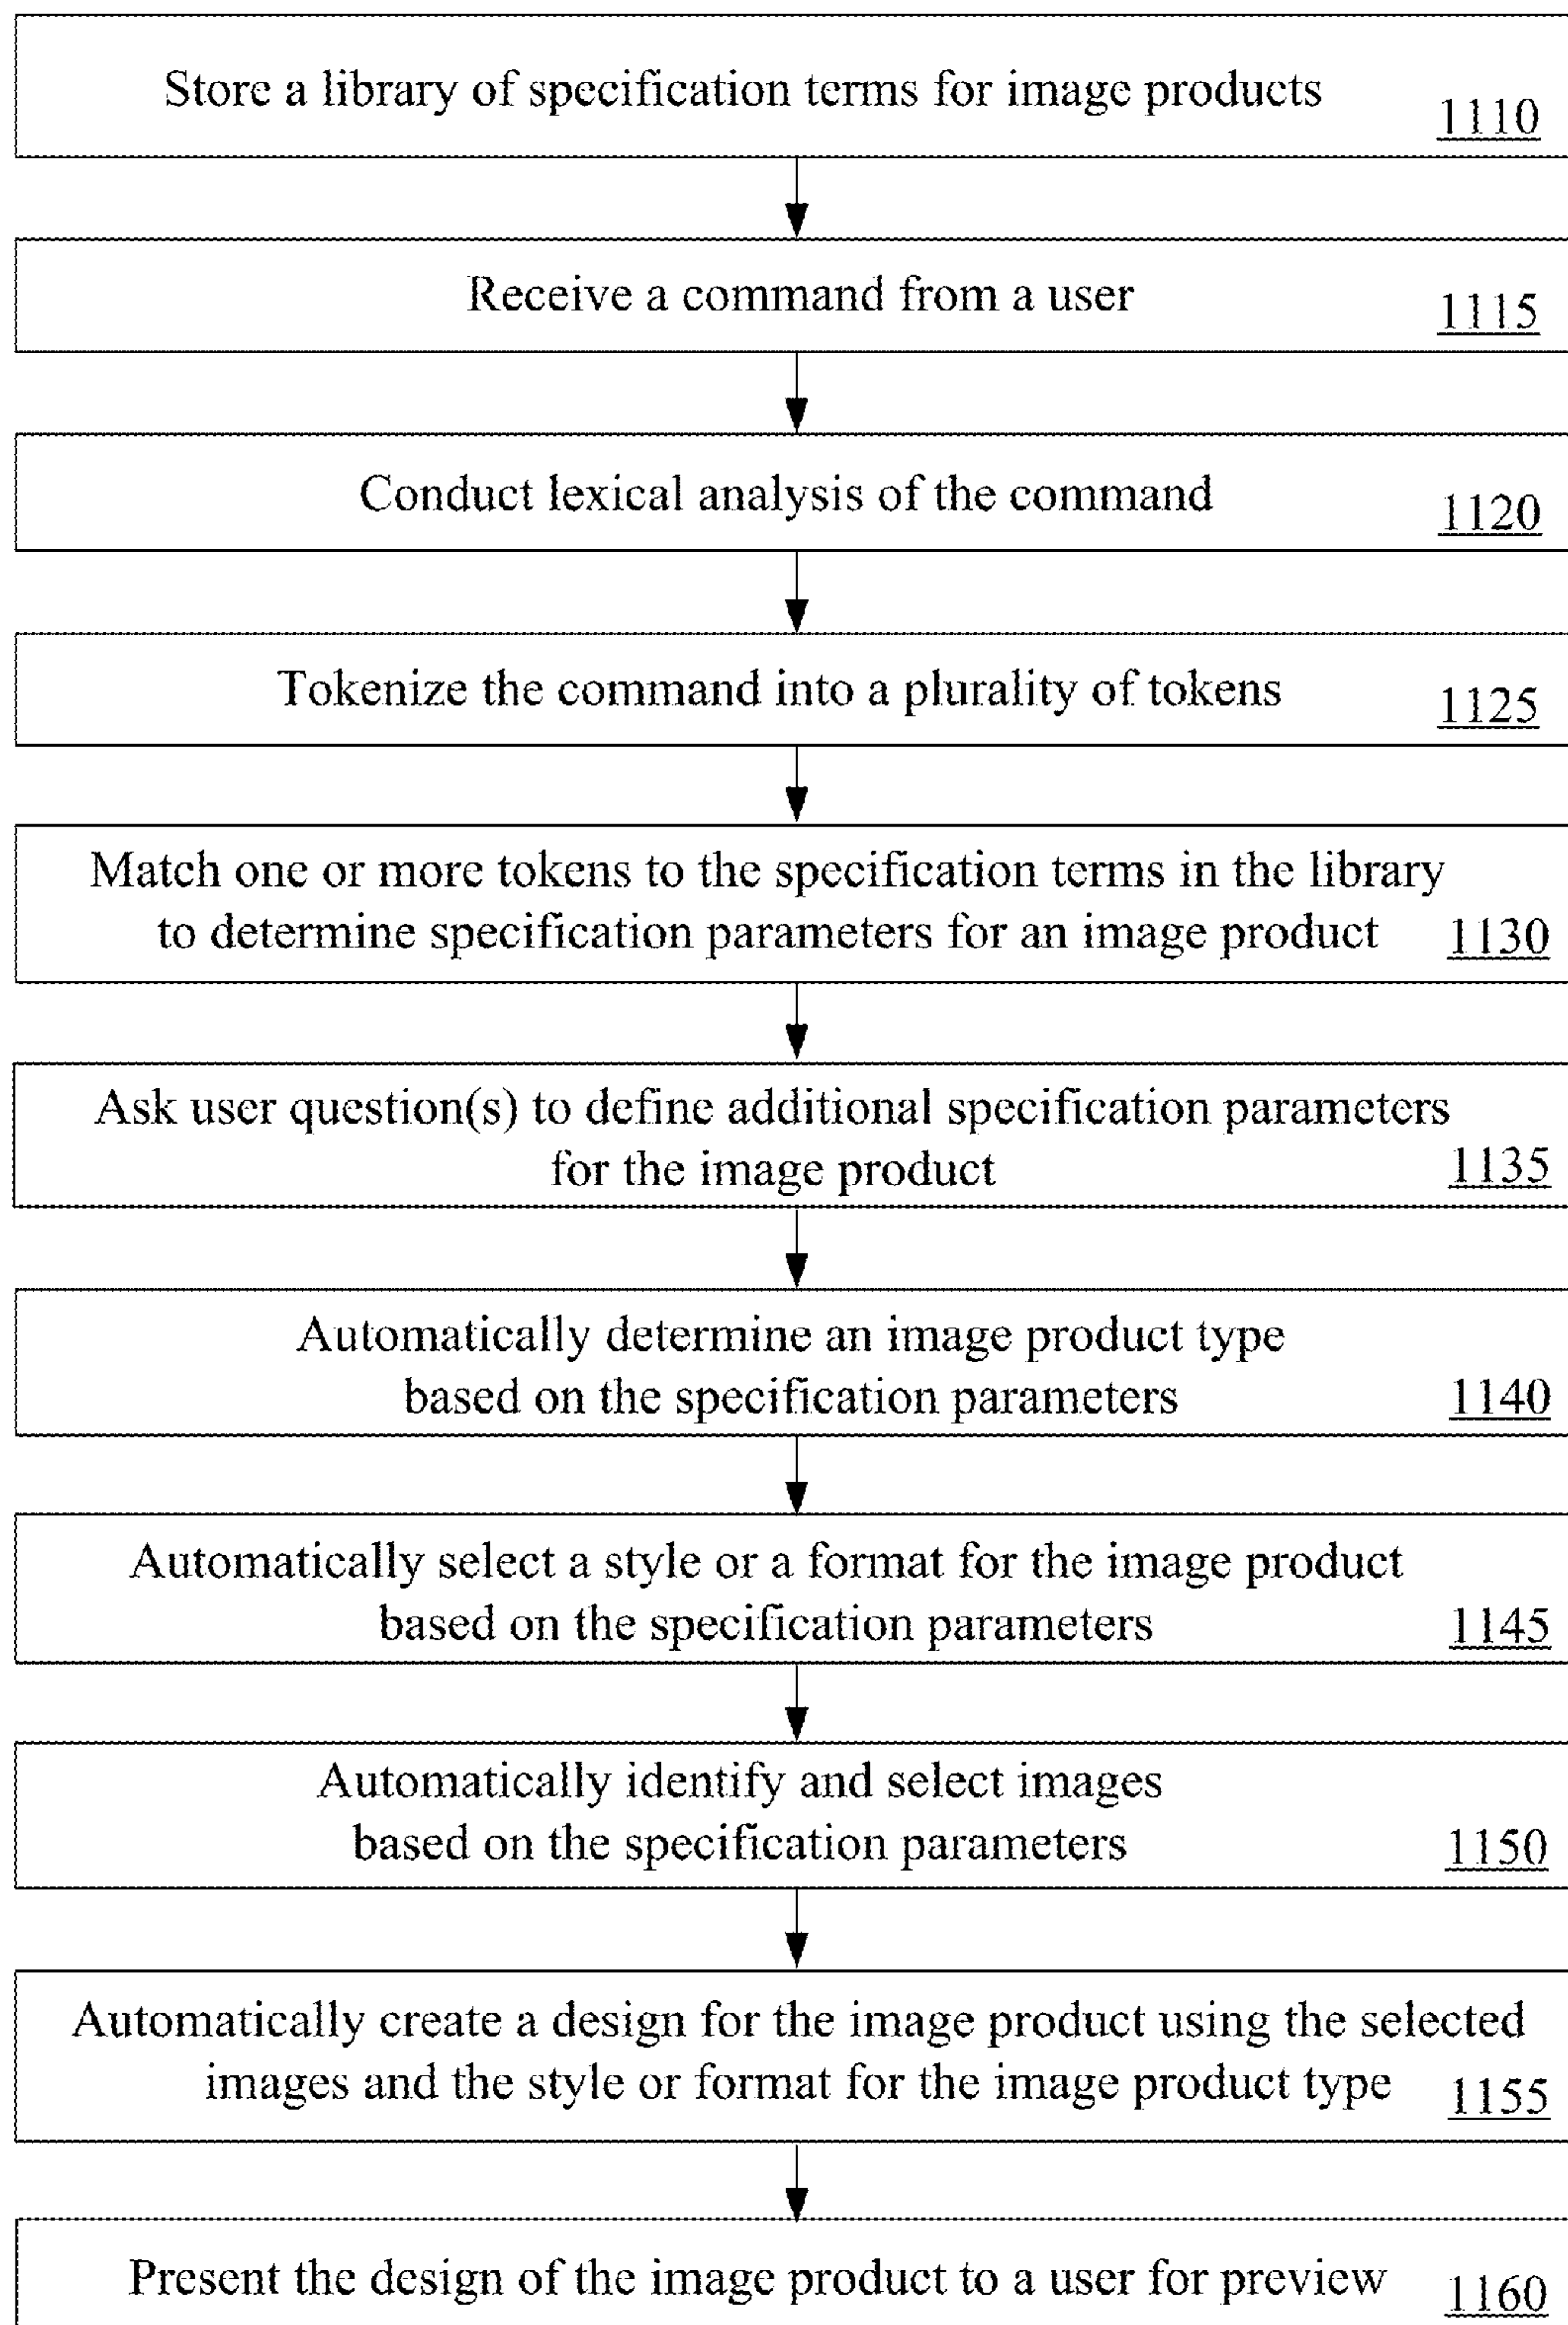 Store a library of specification terms for image products
1110
Receive a command from a user
1115
Conduct lexical analysis of the command
1120
Tokenize the command into a plurality of tokens
1125
Match one or more tokens to the specification terms in the library
to determine specification parameters for an image product 1130
Ask user question(s) to define additional specification parameters
for the image product 1135
Automatically determine an image product type
based on the specification parameters 1140
Automatically select a style or a format for the image product
based on the specification parameters 1145
Automatically identify and select images
based on the specification parameters 1150
Automatically create a design for the image product using the selected
images and the style or format for the image product type 1155
Present the design of the image product to a user for preview 1160